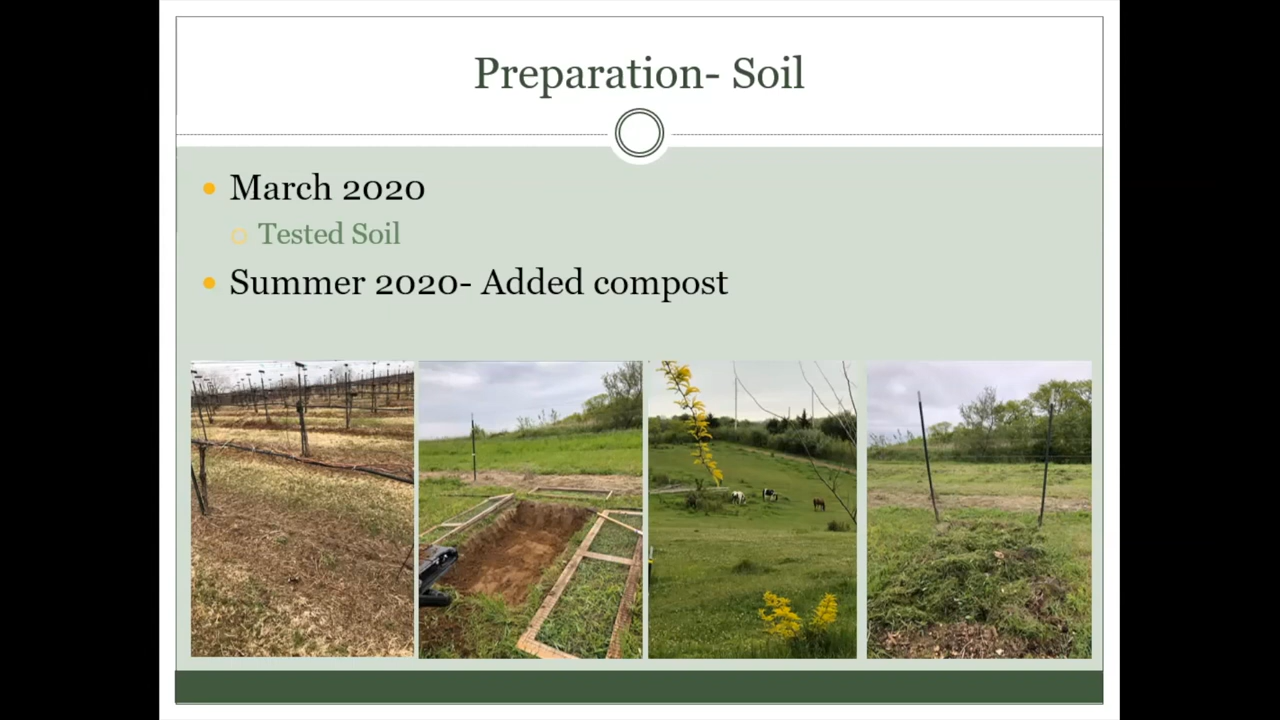 Preparation- Soil
March 2020
Tested Soil
Summer 2020- Added compost